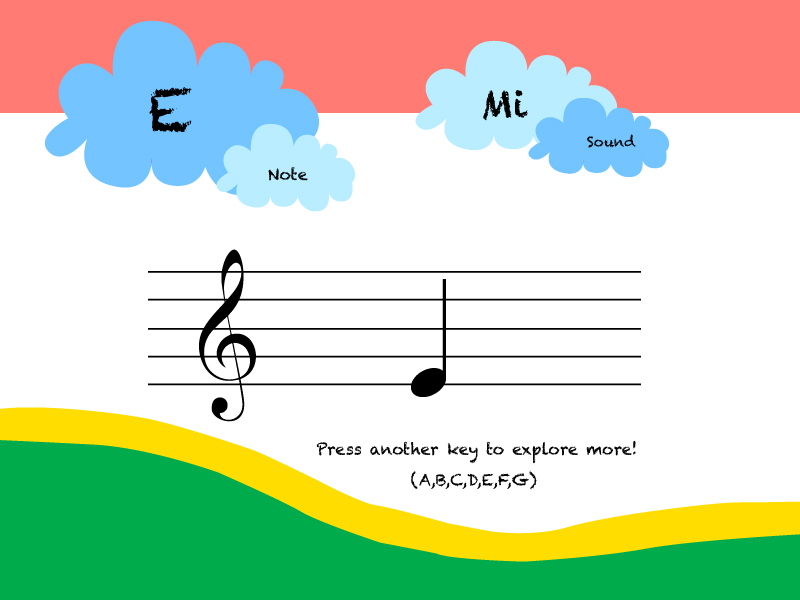 E
Note
Mi
Sound
Press another key to explore more!
(A,B,C,D,E,F,G)